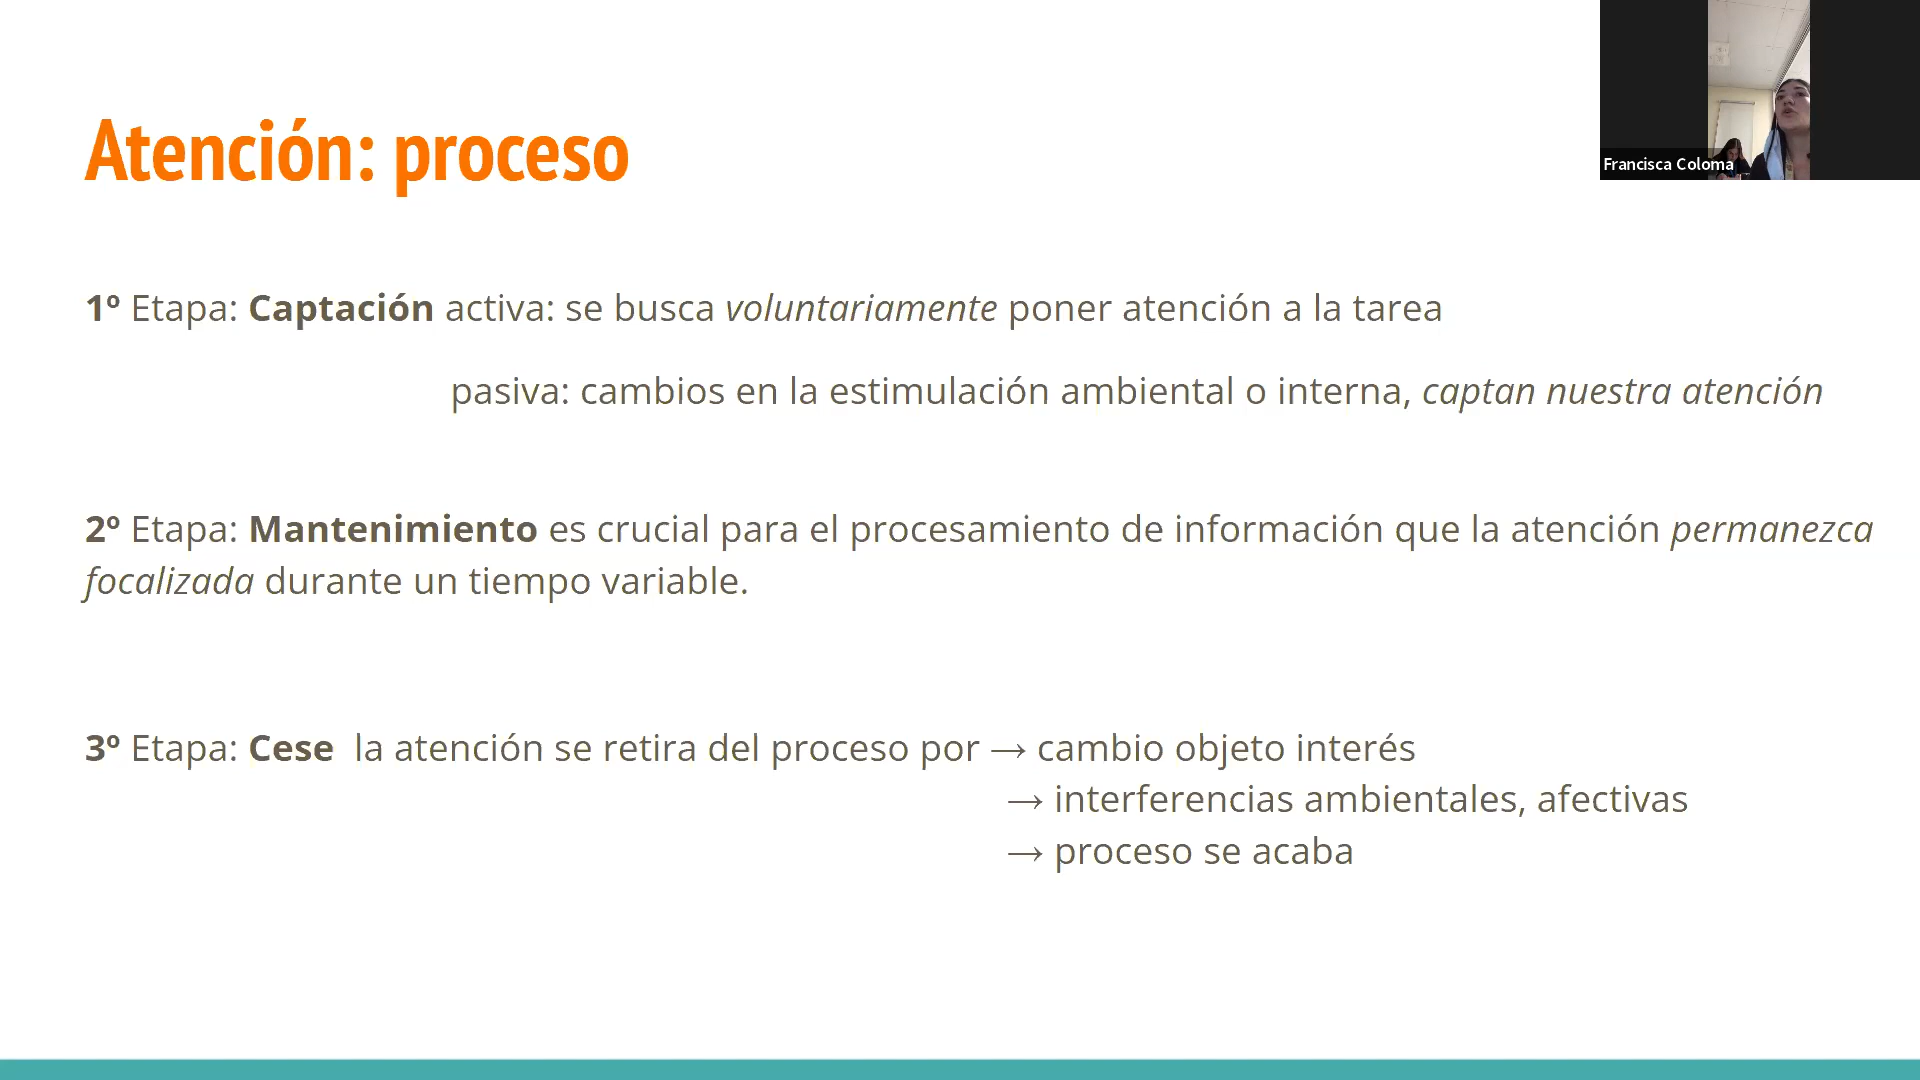 Atención: proceso
Francisca Coloma
1º Etapa: Captación activa: se busca voluntariamente poner atención a la tarea
pasiva: cambios en la estimulación ambiental o interna, captan nuestra atención
2º Etapa: Mantenimiento es crucial para el procesamiento de información que la atención permanezca
focalizada durante un tiempo variable.
3º Etapa: Cese la atención se retira del proceso por → cambio objeto interés
→ interferencias ambientales, afectivas
→ proceso se acaba